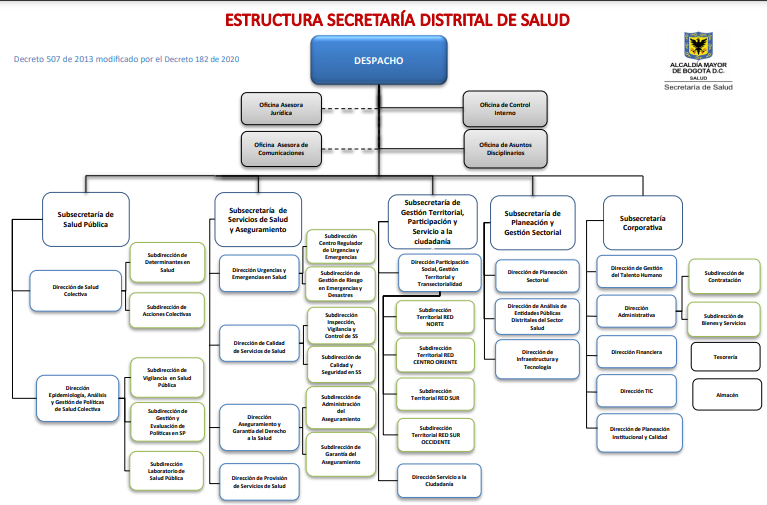 ESTRUCTURA SECRETARÍA DISTRITAL DE SALUD
Decreto 507 de 2013 modificado por el Decreto 182 de 2020
DESPACHO
ALCALDÍA MAYOR
DE BOGOTÁ D.C.
SALUD
Secretaría de Salud
Oficina Asesora
Jurídica
Oficina de Control
Interno
Oficina Asesora de
Comunicaciones
Oficina de Asuntos
Disciplinarios
Subsecretaría de
Salud Pública
Dirección de Salud
Colectiva
Subdirección de
Determinantes en
Salud
Subdirección de
Acciones Colectivas
Dirección
Epidemiología, Análisis
y Gestión de Políticas
de Salud Colectiva
Subdirección de
Vigilancia en Salud
Pública
Subdirección de
Gestión y
Evaluación de
Políticas en SP
Subdirección
Laboratorio de
Salud Pública
Subsecretaría de
Servicios de Salud
y Aseguramiento
Dirección Urgencias y
Emergencias en Salud
Subdirección
Centro Regulador
de Urgencias y
Emergencias
Subdirección de
Gestión de Riesgo
en Emergencias y
Desastres
Dirección de Calidad
de Servicios de Salud
Subdirección
Inspección,
Vigilancia y
Control de SS
Subdirección de
Calidad y
Seguridad en SS
Dirección
Aseguramiento y
Garantía del Derecho
a la Salud
Subdirección de
Administración
del
Aseguramiento
Subdirección de
Garantía del
Aseguramiento
Dirección de Provisión
de Servicios de Salud
Subsecretaría de
Gestión Territorial,
Participación y
Servicio a la
ciudadanía
Dirección Participación
Social, Gestión
Territorial y
Transectorialidad
Subdirección
Territorial RED
NORTE
Subdirección
Territorial RED
CENTRO ORIENTE
Subdirección
Territorial RED SUR
Subdirección
Territorial RED SUR
OCCIDENTE
Dirección Servicio a la
Ciudadanía
Subsecretaría de
Planeación y
Gestión Sectorial
Dirección de Planeación
Sectorial
Dirección de Análisis de
Entidades Públicas
Distritales del Sector
Salud
Dirección de
Infraestructura y
Tecnología
Subsecretaría
Corporativa
Dirección de Gestión
del Talento Humano
Dirección
Administrativa
Subdirección de
Contratación
Subdirección de
Bienes y Servicios
Dirección Financiera
Tesorería
Dirección TIC
Almacén
Dirección de Planeación
Institucional y Calidad